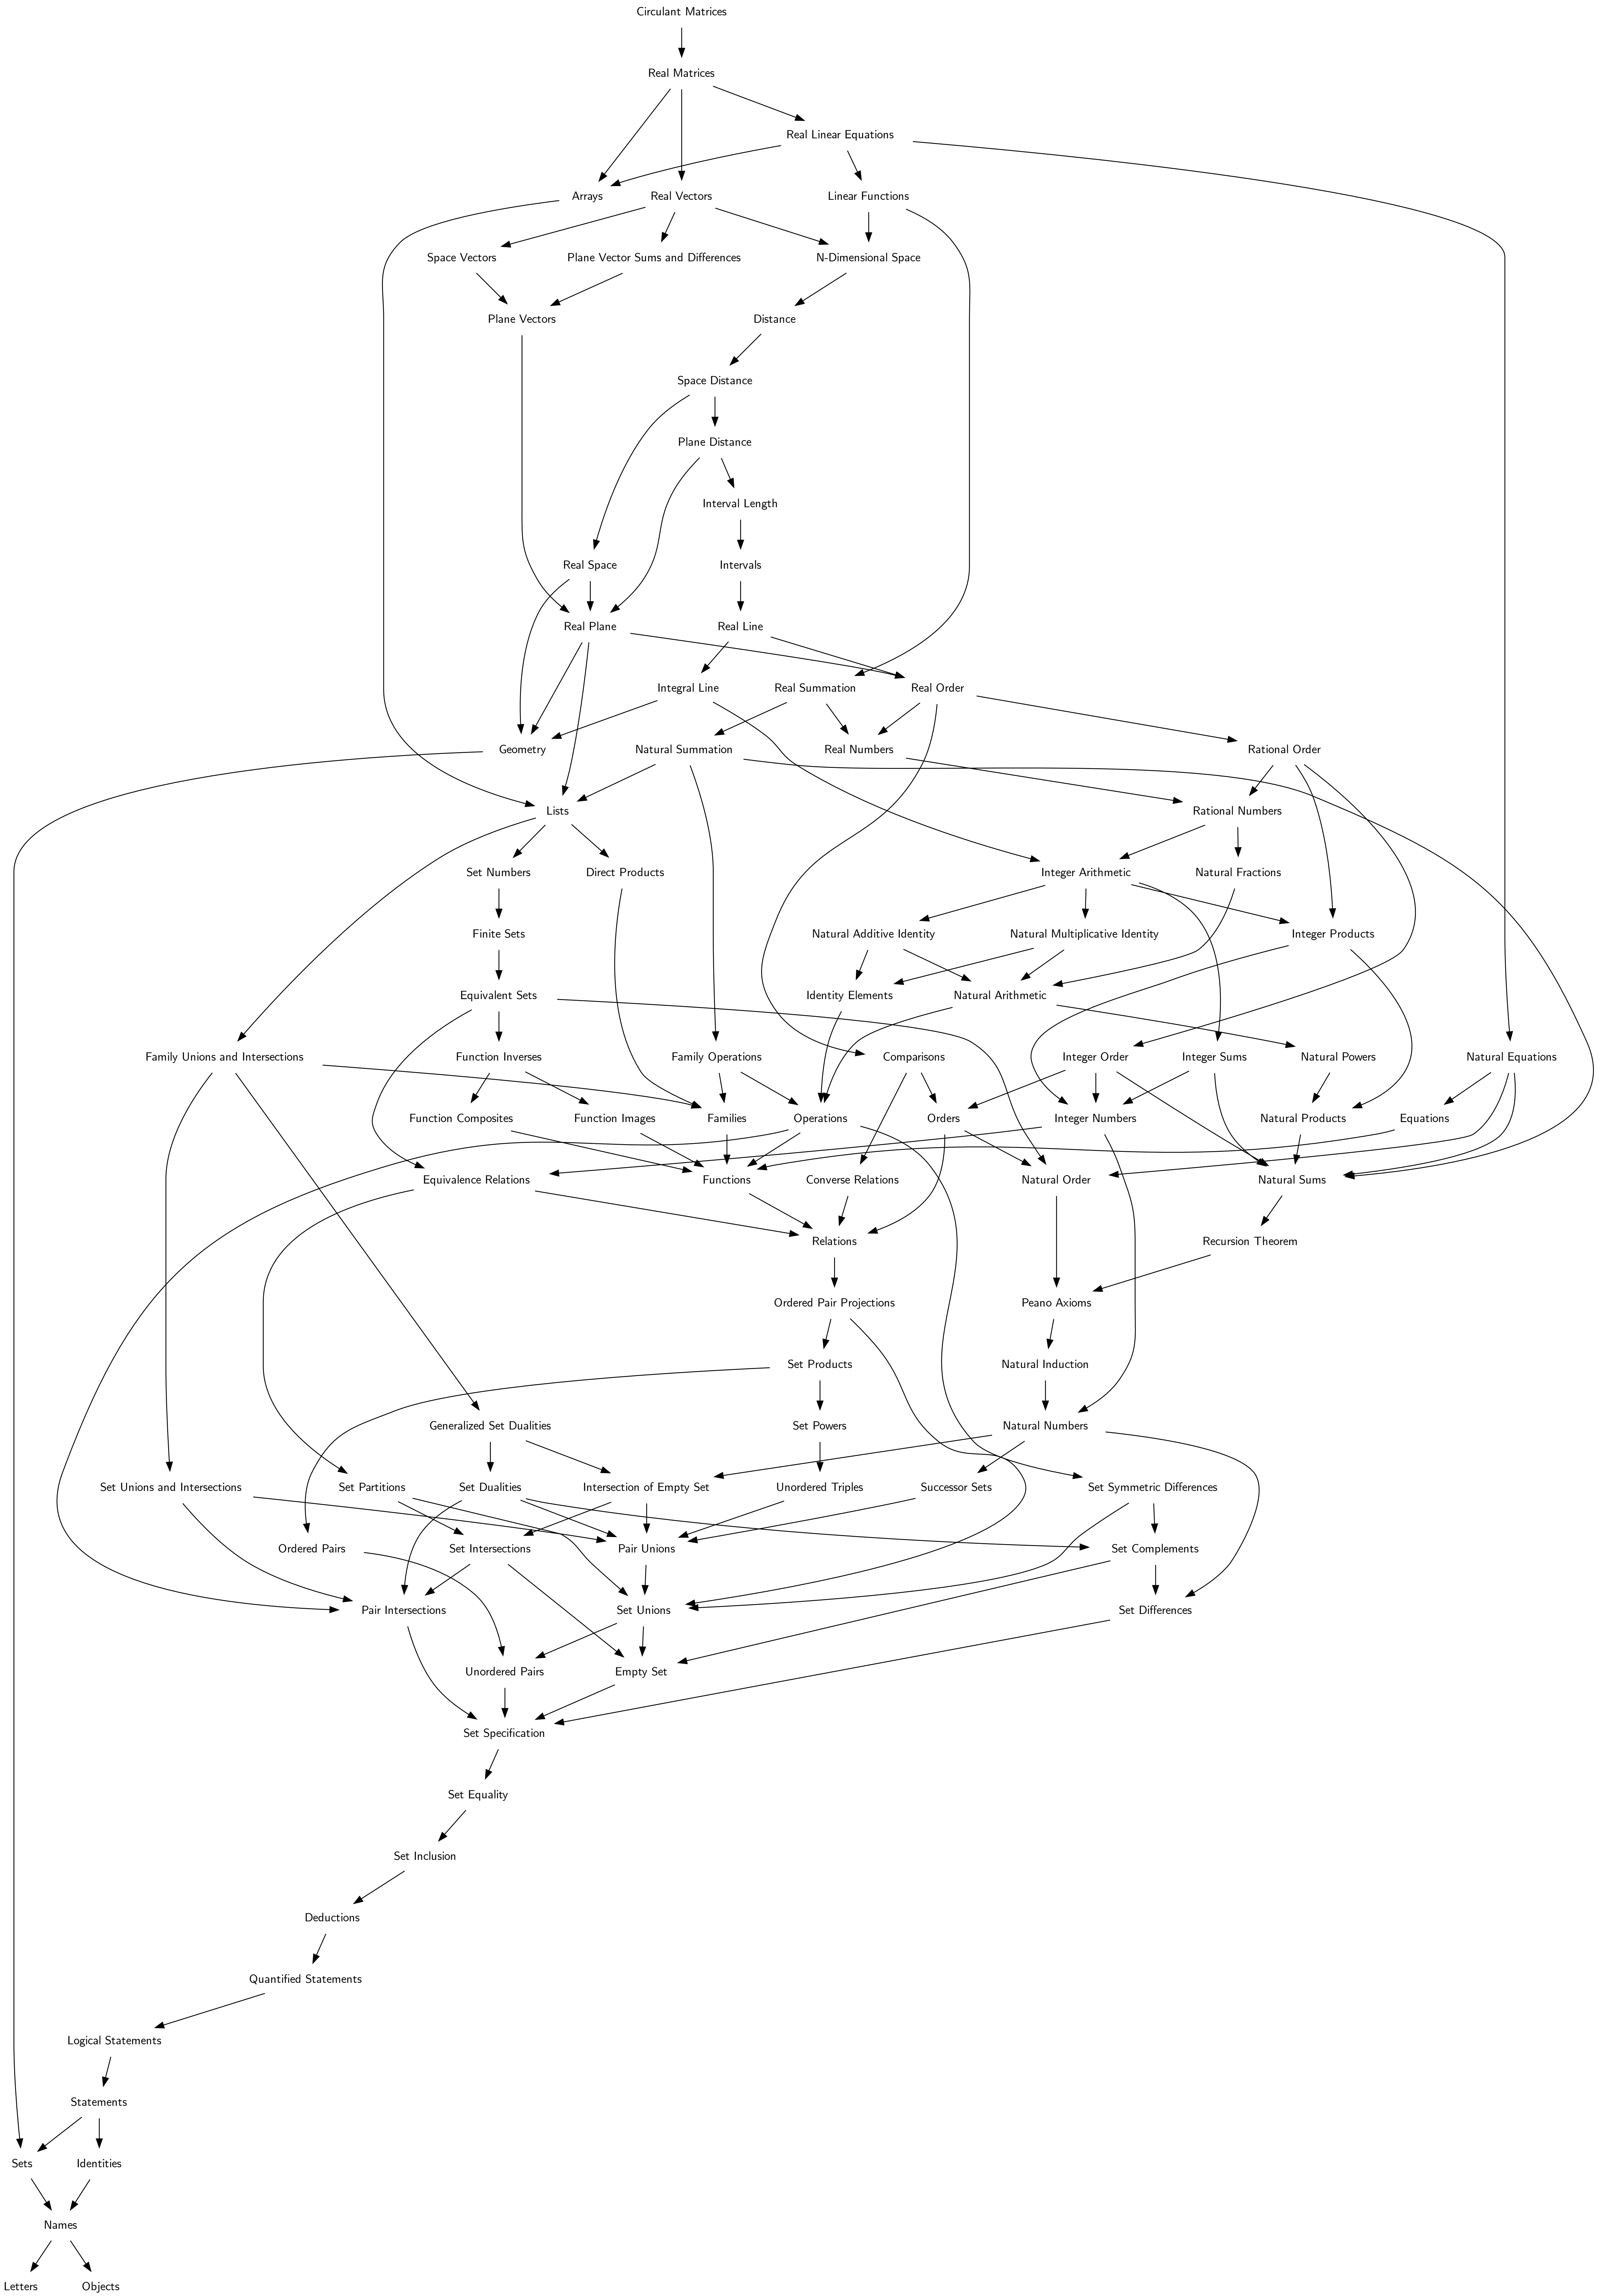 Circulant Matrices
Real Matrices
Real Linear Equations
Arrays
Real Vectors
Linear Functions
Space Vectors
Plane Vector Sums and Differences
N-Dimensional Space
Plane Vectors
Distance
Space Distance
Plane Distance
Interval Length
Real Space
Intervals
Real Plane
Real Line
Integral Line
Real Summation
Real Order
Geometry
Natural Summation
Real Numbers
Rational Order
Lists
Rational Numbers
Set Numbers
Direct Products
Integer Arithmetic
Natural Fractions
Finite Sets
Natural Additive Identity
Natural Multiplicative Identity
Integer Products
Equivalent Sets
Identity Elements
Natural Arithmetic
Family Unions and Intersections
Function Inverses
Family Operations
Comparisons
Integer Order
Integer Sums
Natural Powers
Natural Equations
Function Composites
Function Images
Families
Operations
Orders
Integer Numbers
Natural Products
Equations
Equivalence Relations
Functions
Converse Relations
Natural Order
Natural Sums
Relations
Recursion Theorem
Ordered Pair Projections
Peano Axioms
Set Products
Natural Induction
Generalized Set Dualities
Set Powers
Natural Numbers
Set Unions and Intersections
Set Partitions
Set Dualities
Intersection of Empty Set
Unordered Triples
Successor Sets
Set Symmetric Differences
Ordered Pairs
Set Intersections
Pair Unions
Set Complements
Pair Intersections
Set Unions
Set Differences
Unordered Pairs
Empty Set
Set Specification
Set Equality
Set Inclusion
Deductions
Quantified Statements
Logical Statements
Statements
Sets
Identities
Names
Letters
Objects